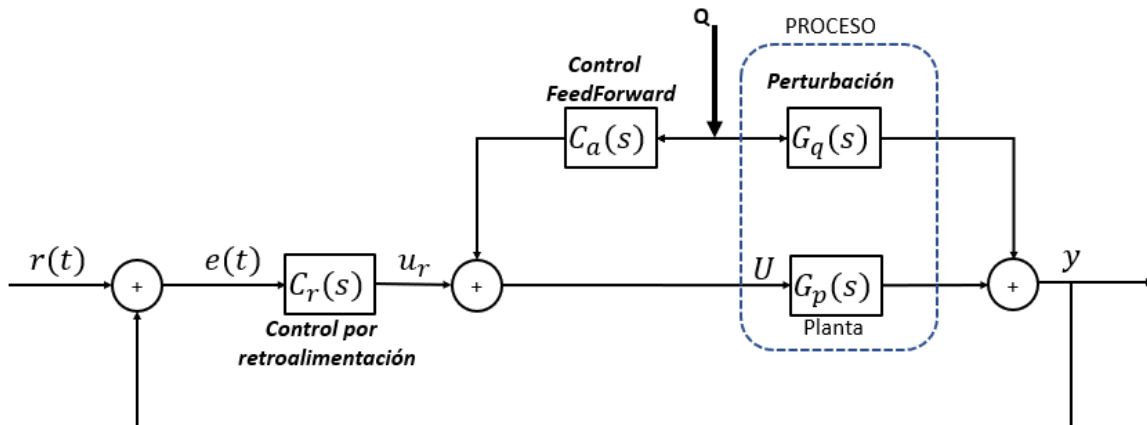 Q
PROCESO
Control
FeedForward
Perturbación
C_a(s)
G_q(s)
r(t)
+
e(t)
C_r(s)
u_r
+
U
G_p(s)
+
y
Control por
retroalimentación
Planta